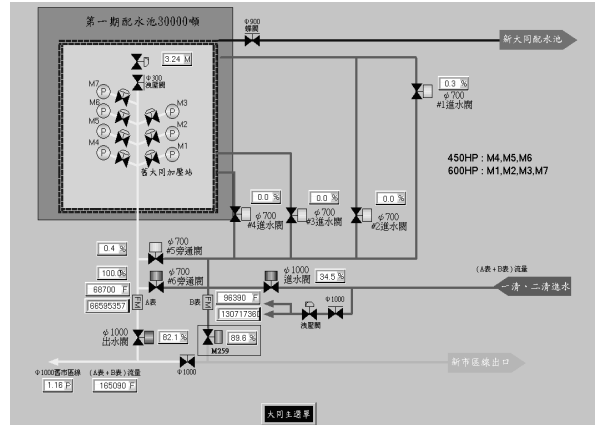 第一期配水池30000噸
Φ900
蝶閥
新大同配水池
3.24 M
Φ300
洩壓閥
M7
M6
M5
M4
M3
M2
M1
P
P
P
P
P
P
P
舊大同加壓站
0.3 %
φ700
#1進水閥
450HP : M4,M5,M6
600HP : M1,M2,M3,M7
0.0 %
0.0 %
0.0 %
φ700
#4進水閥
φ700
#3進水閥
φ700
#2進水閥
0.4 %
φ700
#5旁通閥
100.0%
φ700
#6旁通閥
φ1000
進水閥
34.5 %
(A表+B表)流量
一清、二清進水
68700 F
66595357
FM
A表
B表
FM
96390 F
130717360
洩壓閥
Φ1000
φ1000
出水閥
82.1 %
89.6 %
M259
Φ1000
新市區線出口
Φ1000舊市區線
(A表+B表)流量
1.16 P
165090 F
大同主選單